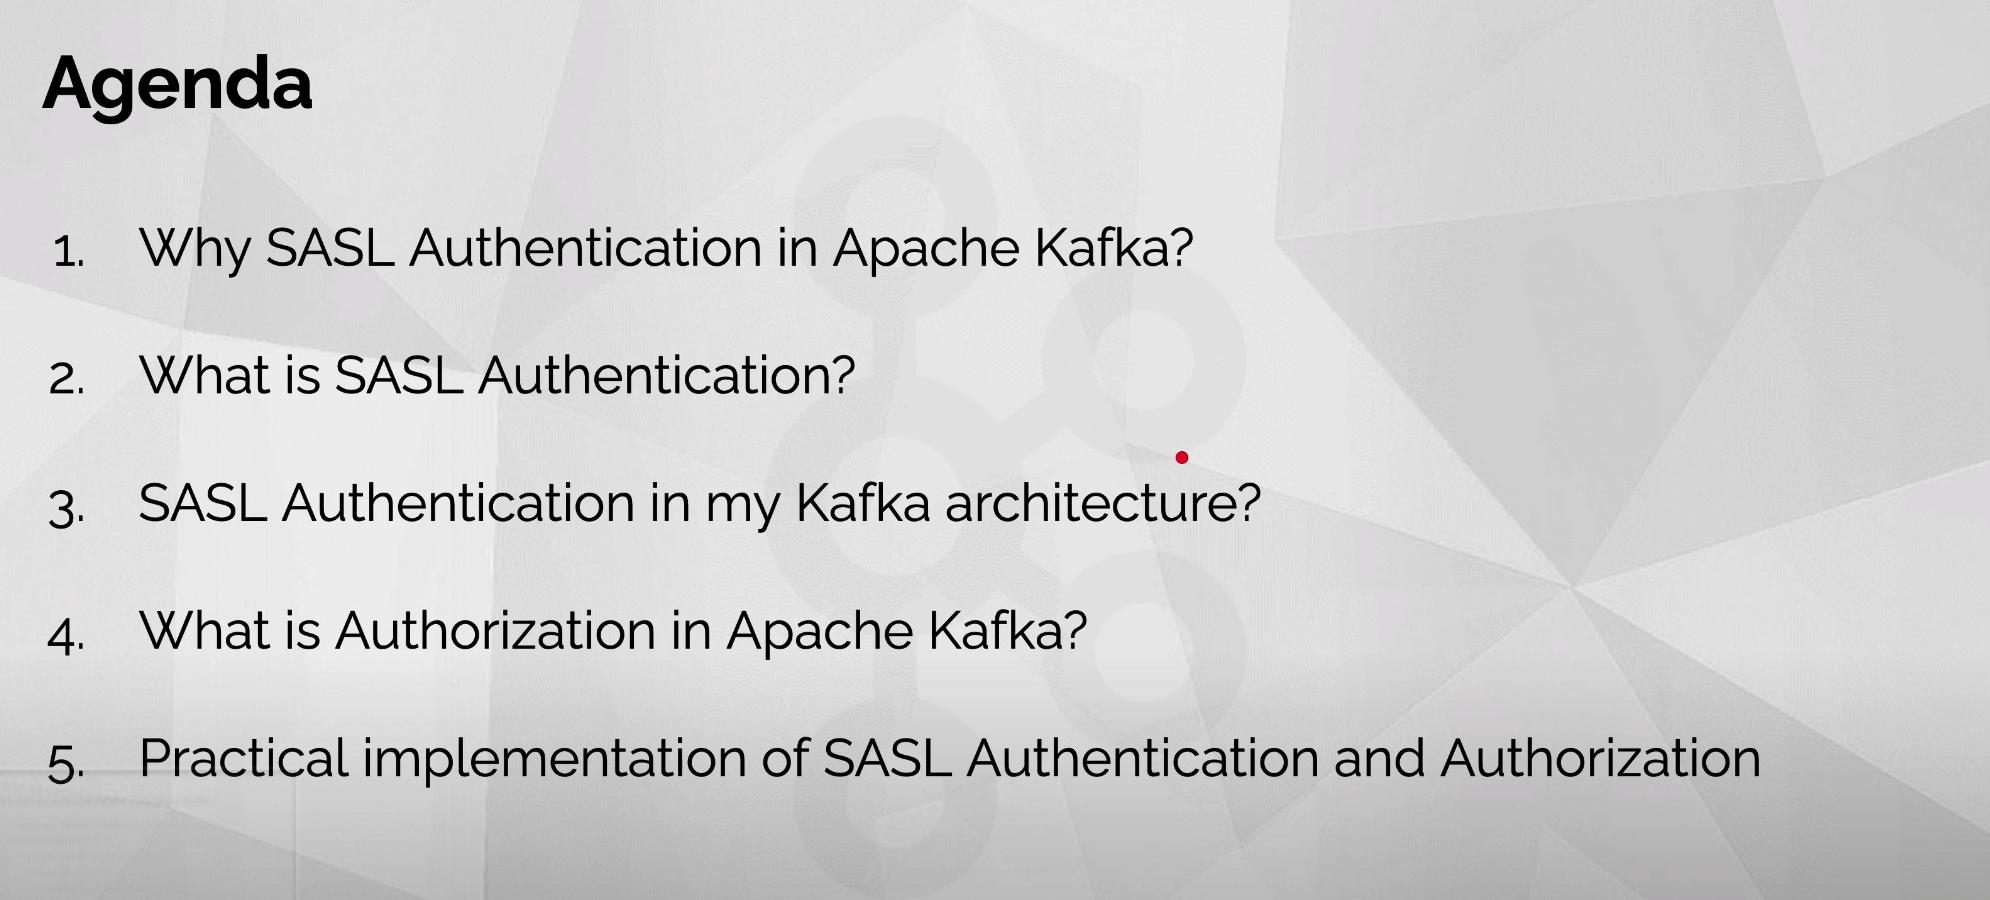 Agenda
1. Why SASL Authentication in Apache Kafka?
2. What is SASL Authentication?
3. SASL Authentication in my Kafka architecture?
4. What is Authorization in Apache Kafka?
5. Practical implementation of SASL Authentication and Authorization